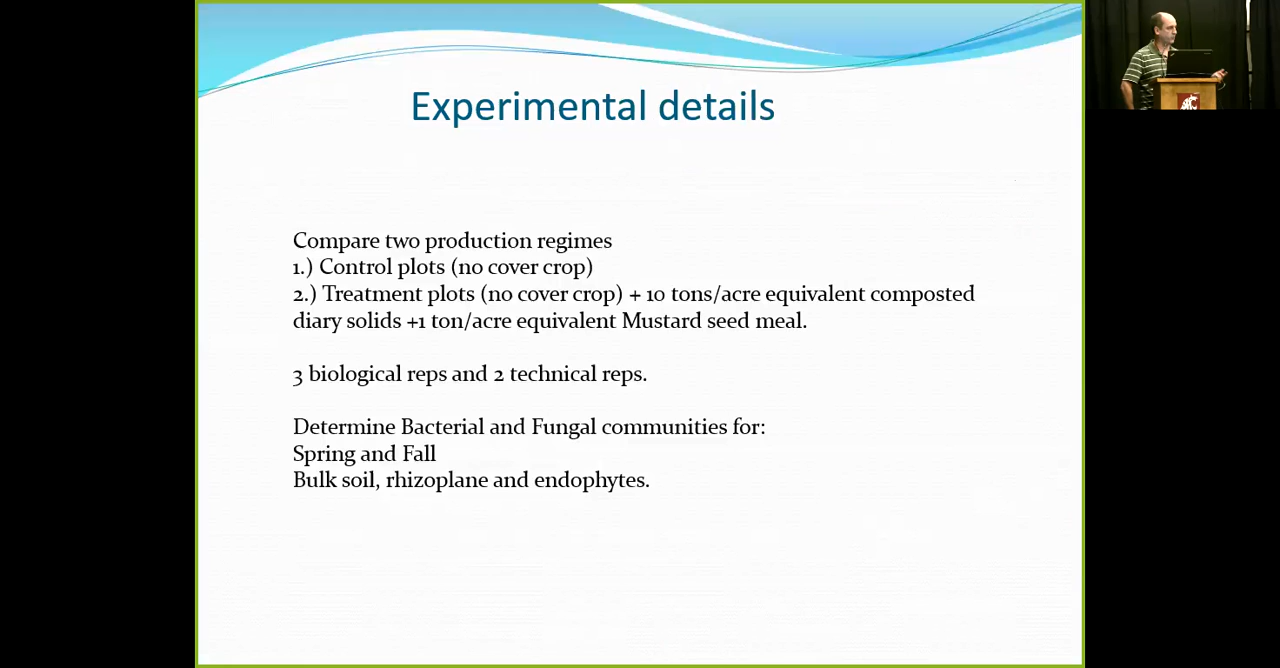 Experimental details
Compare two production regimes
1.) Control plots (no cover crop)
2.) Treatment plots (no cover crop) + 10 tons/acre equivalent composted
diary solids +1 ton/acre equivalent Mustard seed meal.
3 biological reps and 2 technical reps.
Determine Bacterial and Fungal communities for:
Spring and Fall
Bulk soil, rhizoplane and endophytes.